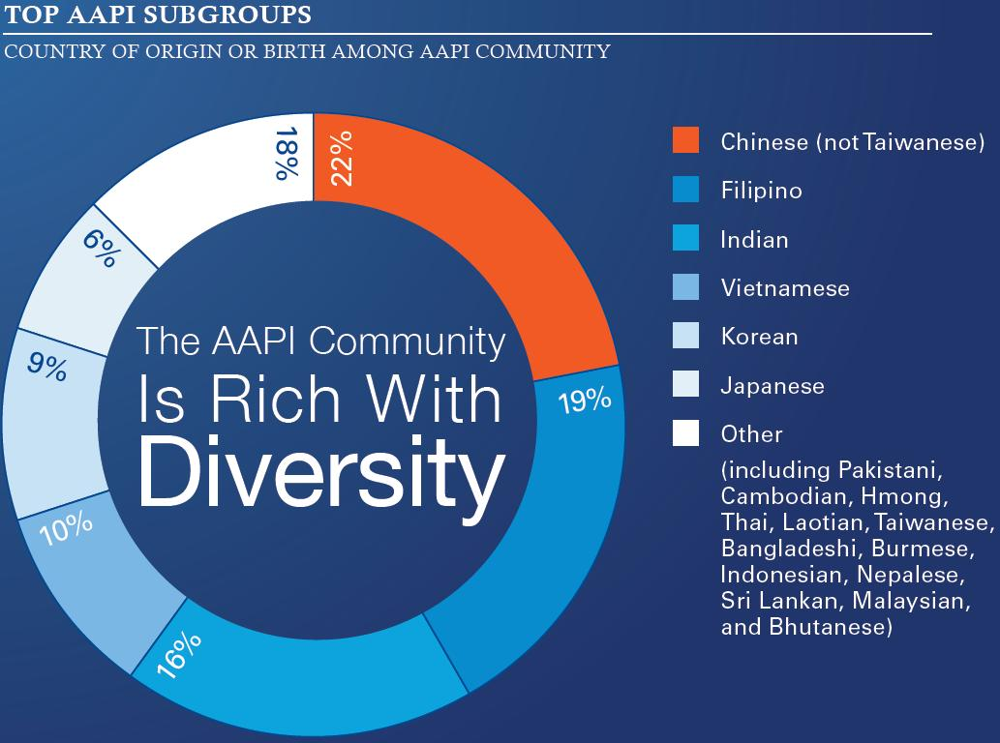 TOP AAPI SUBGROUPS
COUNTRY OF ORIGIN OR BIRTH AMONG AAPI COMMUNITY
18%
22%
6%
9%
19%
10%
16%
The AAPI Community
Is Rich With
Diversity
Chinese (not Taiwanese)
Filipino
Indian
Vietnamese
Korean
Japanese
Other
(including Pakistani,
Cambodian, Hmong,
Thai, Laotian, Taiwanese,
Bangladeshi, Burmese,
Indonesian, Nepalese,
Sri Lankan, Malaysian,
and Bhutanese)